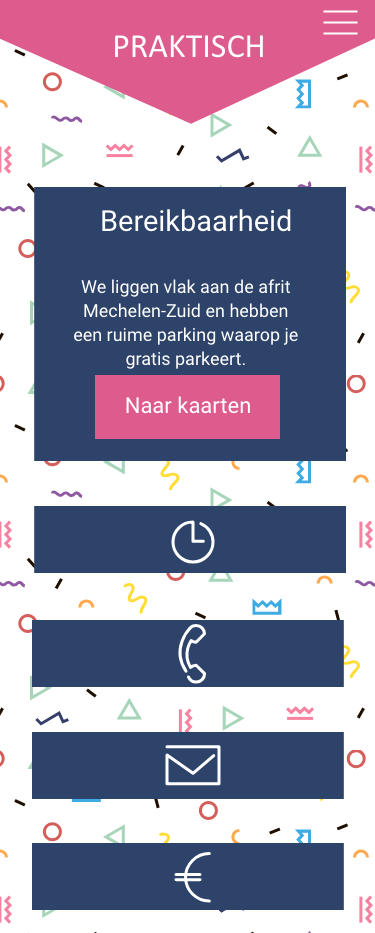 PRAKTISCH
Bereikbaarheid
We liggen vlak aan de afrit
Mechelen-Zuid en hebben
een ruime parking waarop je
gratis parkeert.
Naar kaarten
€